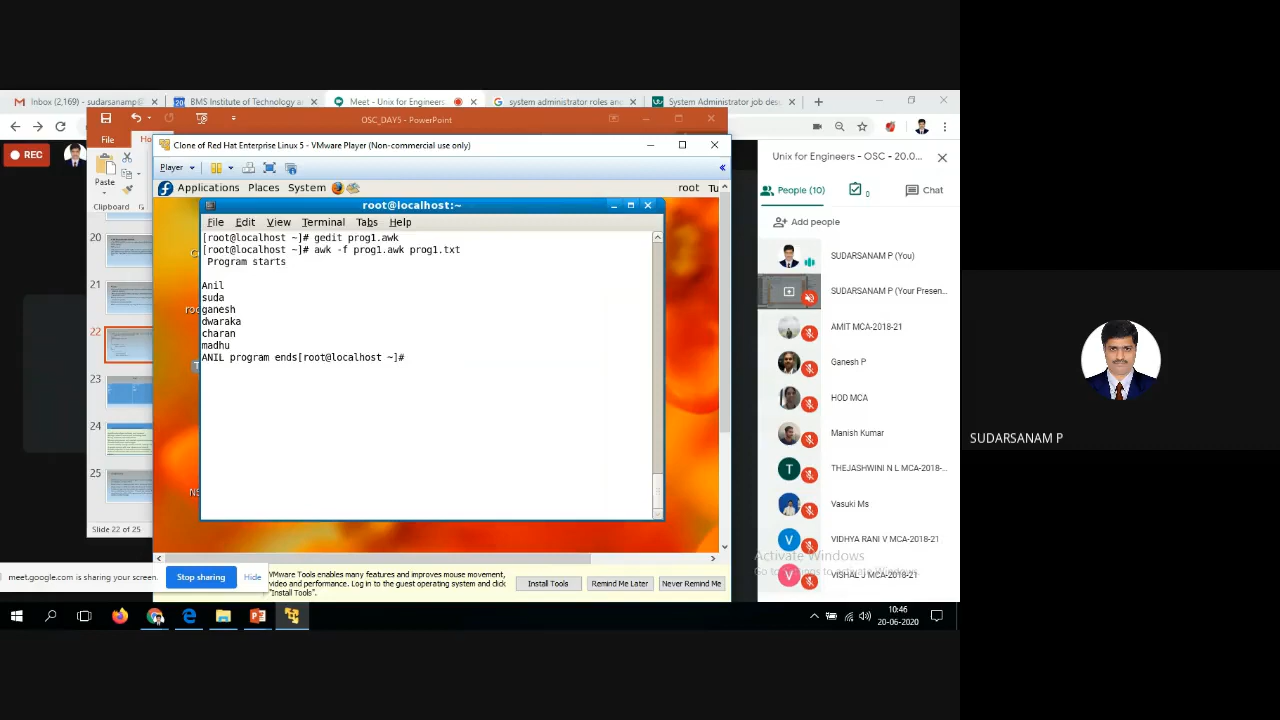 Inbox (2,169) - sudarsanamp
BMS Institute of Technology a
Meet - Unix for Engineers
system administrator roles an
System Administrator job des
OSC_DAY5 - PowerPoint
File
Clone of Red Hat Enterprise Linux 5 - VMware Player (Non-commercial use only)
REC
Player
Unix for Engineers - OSC - 20.0...
Paste
Applications Places System
root
People (10)
0
Chat
Clipboard
root@localhost:~
File Edit View Terminal Tabs Help
Add people
20
21
22
23
24
25
[root@localhost ~]# gedit prog1.awk
[root@localhost ~]# awk -f prog1.awk prog1.txt
Program starts
Anil
suda
ganesh
dwaraka
charan
madhu
ANIL program ends[root@localhost ~]#
SUDARSANAM P (You)
SUDARSANAM P (Your Presen...
AMIT MCA-2018-21
Ganesh P
HOD MCA
Manish Kumar
T
THEJASHWINI N L MCA-2018-...
Vasuki Ms
V
VIDHYA RANI V MCA-2018-21
V
VISHAL J MCA-2018-21
SUDARSANAM P
Slide 22 of 25
Activate Windows
meet.google.com is sharing your screen.
Stop sharing
Hide
VMware Tools enables many features and improves mouse movement,
video and performance. Log in to the guest operating system and click
"Install Tools".
Install Tools
Remind Me Later
Never Remind Me
10:46
20-06-2020